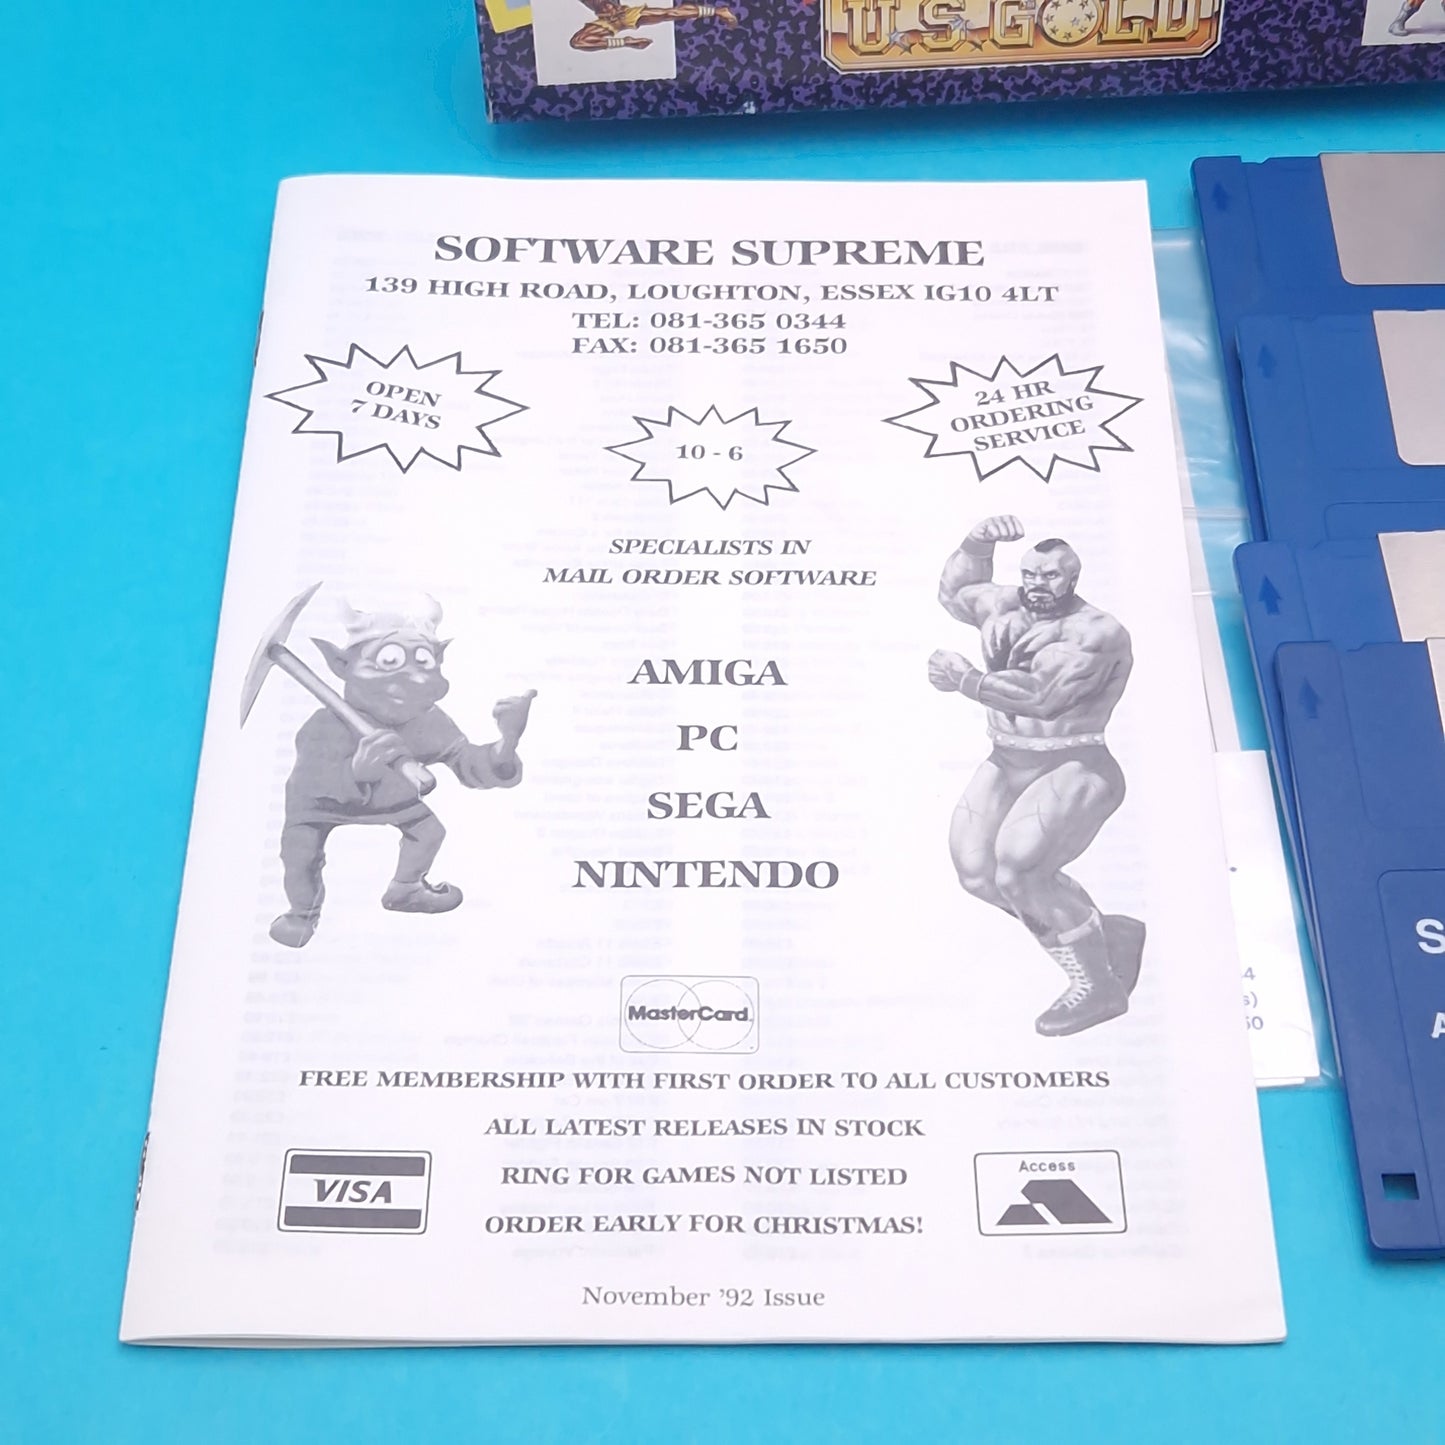 U.S. GOLD
SOFTWARE SUPREME
139 HIGH ROAD, LOUGHTON, ESSEX IG10 4LT
TEL: 081-365 0344
FAX: 081-365 1650
OPEN
7 DAYS
10 - 6
24 HR
ORDERING
SERVICE
SPECIALISTS IN
MAIL ORDER SOFTWARE
AMIGA
PC
SEGA
NINTENDO
MasterCard
FREE MEMBERSHIP WITH FIRST ORDER TO ALL CUSTOMERS
ALL LATEST RELEASES IN STOCK
RING FOR GAMES NOT LISTED
ORDER EARLY FOR CHRISTMAS!
VISA
Access
November '92 Issue